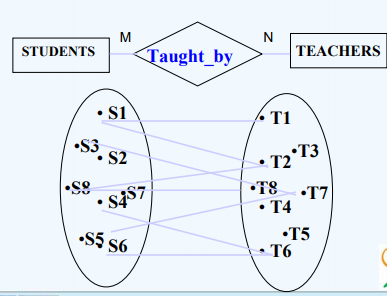 M N
STUDENTS Taught_by TEACHERS
S1 T1
S3 T3
S2 T2
S8 S7 T8 T7
S4 T4
S5 T5
S6 T6